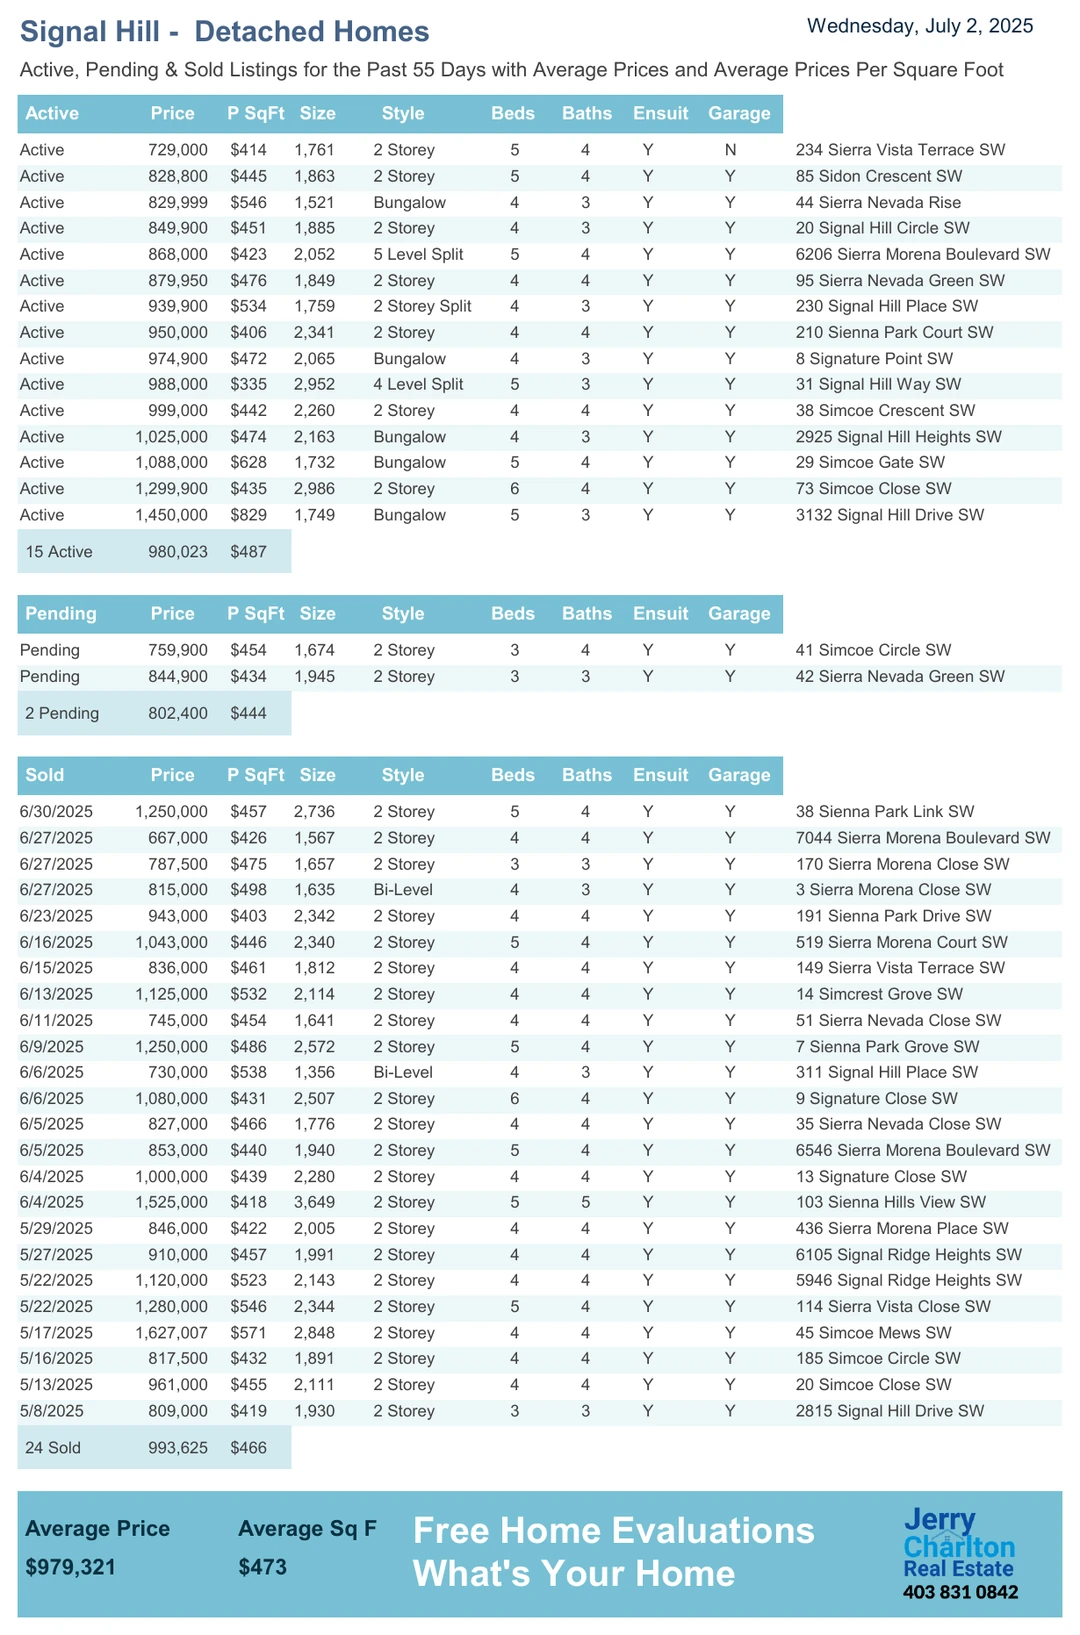 Signal Hill - Detached Homes
Wednesday, July 2, 2025
Active, Pending & Sold Listings for the Past 55 Days with Average Prices and Average Prices Per Square Foot
Active Price P SqFt Size Style Beds Baths Ensuit Garage
Active 729,000 $414 1,761 2 Storey 5 4 Y N 234 Sierra Vista Terrace SW
Active 828,800 $445 1,863 2 Storey 5 4 Y Y 85 Sidon Crescent SW
Active 829,999 $546 1,521 Bungalow 4 3 Y Y 44 Sierra Nevada Rise
Active 849,900 $451 1,885 2 Storey 4 3 Y Y 20 Signal Hill Circle SW
Active 868,000 $423 2,052 5 Level Split 5 4 Y Y 6206 Sierra Morena Boulevard SW
Active 879,950 $476 1,849 2 Storey 4 4 Y Y 95 Sierra Nevada Green SW
Active 939,900 $534 1,759 2 Storey Split 4 3 Y Y 230 Signal Hill Place SW
Active 950,000 $406 2,341 2 Storey 4 4 Y Y 210 Sienna Park Court SW
Active 974,900 $472 2,065 Bungalow 4 3 Y Y 8 Signature Point SW
Active 988,000 $335 2,952 4 Level Split 5 3 Y Y 31 Signal Hill Way SW
Active 999,000 $442 2,260 2 Storey 4 4 Y Y 38 Simcoe Crescent SW
Active 1,025,000 $474 2,163 Bungalow 4 3 Y Y 2925 Signal Hill Heights SW
Active 1,088,000 $628 1,732 Bungalow 5 4 Y Y 29 Simcoe Gate SW
Active 1,299,900 $435 2,986 2 Storey 6 4 Y Y 73 Simcoe Close SW
Active 1,450,000 $829 1,749 Bungalow 5 3 Y Y 3132 Signal Hill Drive SW
15 Active 980,023 $487
Pending Price P SqFt Size Style Beds Baths Ensuit Garage
Pending 759,900 $454 1,674 2 Storey 3 4 Y Y 41 Simcoe Circle SW
Pending 844,900 $434 1,945 2 Storey 3 3 Y Y 42 Sierra Nevada Green SW
2 Pending 802,400 $444
Sold Price P SqFt Size Style Beds Baths Ensuit Garage
6/30/2025 1,250,000 $457 2,736 2 Storey 5 4 Y Y 38 Sienna Park Link SW
6/27/2025 667,000 $426 1,567 2 Storey 4 4 Y Y 7044 Sierra Morena Boulevard SW
6/27/2025 787,500 $475 1,657 2 Storey 3 3 Y Y 170 Sierra Morena Close SW
6/27/2025 815,000 $498 1,635 Bi-Level 4 3 Y Y 3 Sierra Morena Close SW
6/23/2025 943,000 $403 2,342 2 Storey 4 4 Y Y 191 Sienna Park Drive SW
6/16/2025 1,043,000 $446 2,340 2 Storey 5 4 Y Y 519 Sierra Morena Court SW
6/15/2025 836,000 $461 1,812 2 Storey 4 4 Y Y 149 Sierra Vista Terrace SW
6/13/2025 1,125,000 $532 2,114 2 Storey 4 4 Y Y 14 Simcrest Grove SW
6/11/2025 745,000 $454 1,641 2 Storey 4 4 Y Y 51 Sierra Nevada Close SW
6/9/2025 1,250,000 $486 2,572 2 Storey 5 4 Y Y 7 Sienna Park Grove SW
6/6/2025 730,000 $538 1,356 Bi-Level 4 3 Y Y 311 Signal Hill Place SW
6/6/2025 1,080,000 $431 2,507 2 Storey 6 4 Y Y 9 Signature Close SW
6/5/2025 827,000 $466 1,776 2 Storey 4 4 Y Y 35 Sierra Nevada Close SW
6/5/2025 853,000 $440 1,940 2 Storey 5 4 Y Y 6546 Sierra Morena Boulevard SW
6/4/2025 1,000,000 $439 2,280 2 Storey 4 4 Y Y 13 Signature Close SW
6/4/2025 1,525,000 $418 3,649 2 Storey 5 5 Y Y 103 Sienna Hills View SW
5/29/2025 846,000 $422 2,005 2 Storey 4 4 Y Y 436 Sierra Morena Place SW
5/27/2025 910,000 $457 1,991 2 Storey 4 4 Y Y 6105 Signal Ridge Heights SW
5/22/2025 1,120,000 $523 2,143 2 Storey 4 4 Y Y 5946 Signal Ridge Heights SW
5/22/2025 1,280,000 $546 2,344 2 Storey 5 4 Y Y 114 Sierra Vista Close SW
5/17/2025 1,627,007 $571 2,848 2 Storey 4 4 Y Y 45 Simcoe Mews SW
5/16/2025 817,500 $432 1,891 2 Storey 4 4 Y Y 185 Simcoe Circle SW
5/13/2025 961,000 $455 2,111 2 Storey 4 4 Y Y 20 Simcoe Close SW
5/8/2025 809,000 $419 1,930 2 Storey 3 3 Y Y 2815 Signal Hill Drive SW
24 Sold 993,625 $466
Average Price Average Sq F
$979,321 $473
Free Home Evaluations
What's Your Home
Jerry
Charlton
Real Estate
403 831 0842